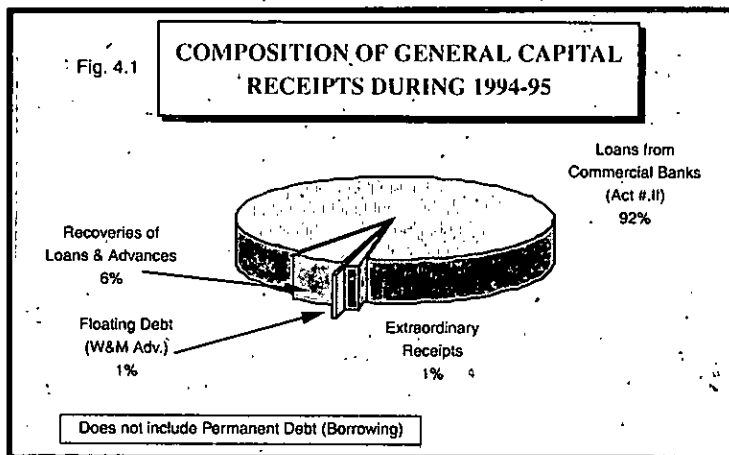 Fig. 4.1
COMPOSITION OF GENERAL CAPITAL
RECEIPTS DURING 1994-95
Loans from
Commercial Banks
(Act #.II)
92%
Recoveries of
Loans & Advances
6%
Floating Debt
(W&M Adv.)
1%
Extraordinary
Receipts
1%
Does not include Permanent Debt (Borrowing)